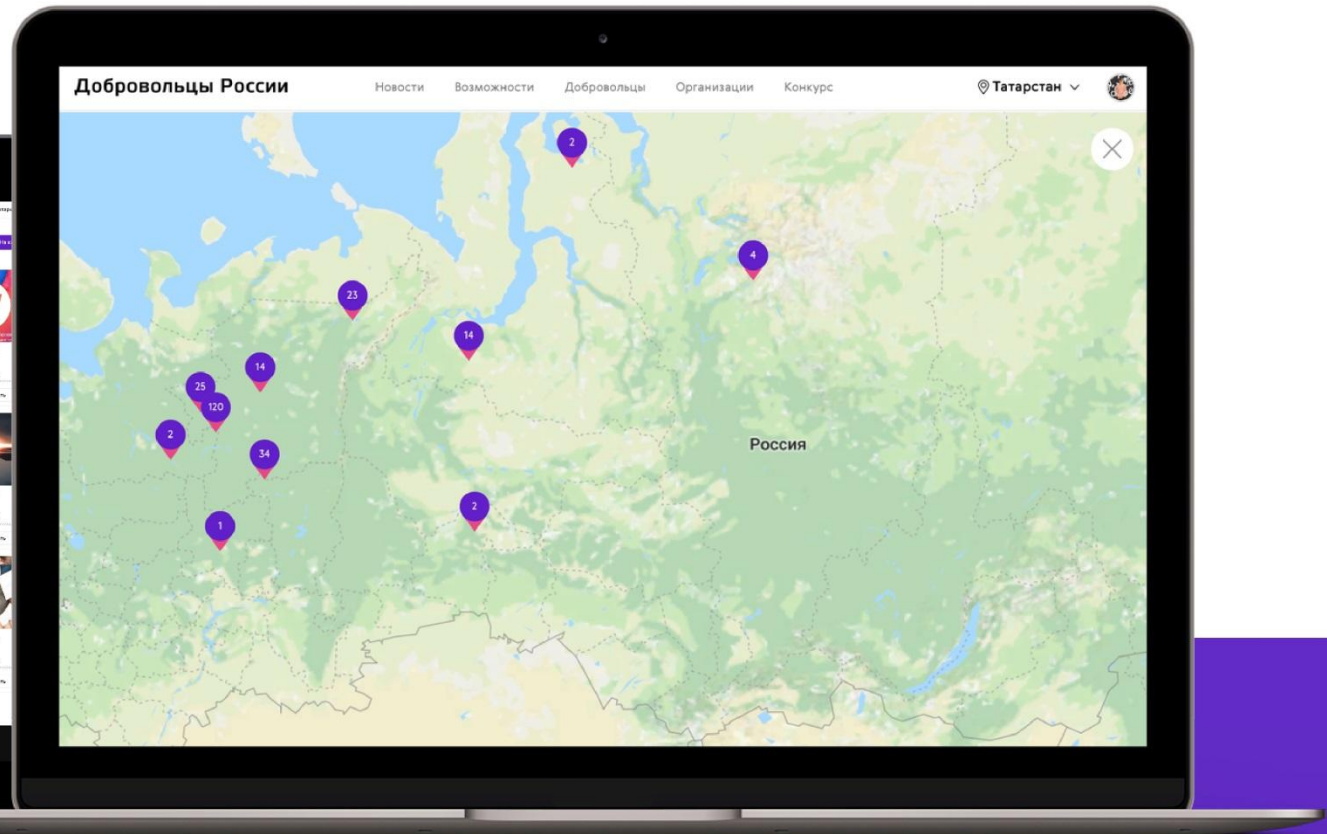 Добровольцы России
Новости
Возможности
Добровольцы
Организации
Конкурс
Татарстан
2
4
23
14
14
25
120
2
34
Россия
2
1